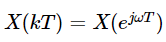 X(kT) = X(e^{jωT})